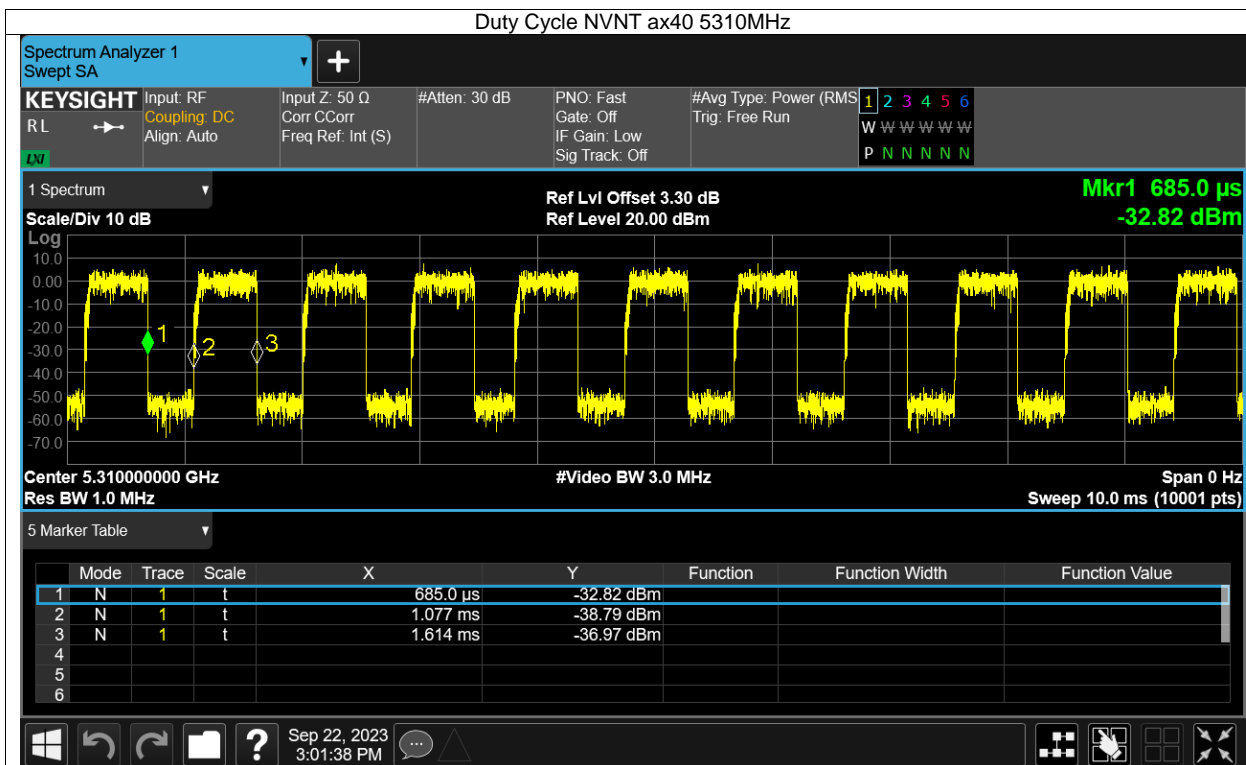 Duty Cycle NVNT ax40 5310MHz
Spectrum Analyzer 1
Swept SA
+
KEYSIGHT
RL
LXI
Input: RF
Coupling: DC
Align: Auto
Input Z: 50 Ω
Corr CCorr
Freq Ref: Int (S)
#Atten: 30 dB
PNO: Fast
Gate: Off
IF Gain: Low
Sig Track: Off
#Avg Type: Power (RMS
Trig: Free Run
1 2 3 4 5 6
W W W W W W
P N N N N N
1 Spectrum
Scale/Div 10 dB
Ref Lvl Offset 3.30 dB
Ref Level 20.00 dBm
Mkr1 685.0 µs
-32.82 dBm
Log
10.0
0.00
-10.0
-20.0
-30.0
-40.0
-50.0
-60.0
-70.0
1
2
3
Center 5.310000000 GHz
#Video BW 3.0 MHz
Span 0 Hz
Res BW 1.0 MHz
Sweep 10.0 ms (10001 pts)
5 Marker Table
Mode Trace Scale X Y Function Function Width Function Value
1 N 1 t 685.0 µs -32.82 dBm
2 N 1 t 1.077 ms -38.79 dBm
3 N 1 t 1.614 ms -36.97 dBm
4
5
6
?
Sep 22, 2023
3:01:38 PM